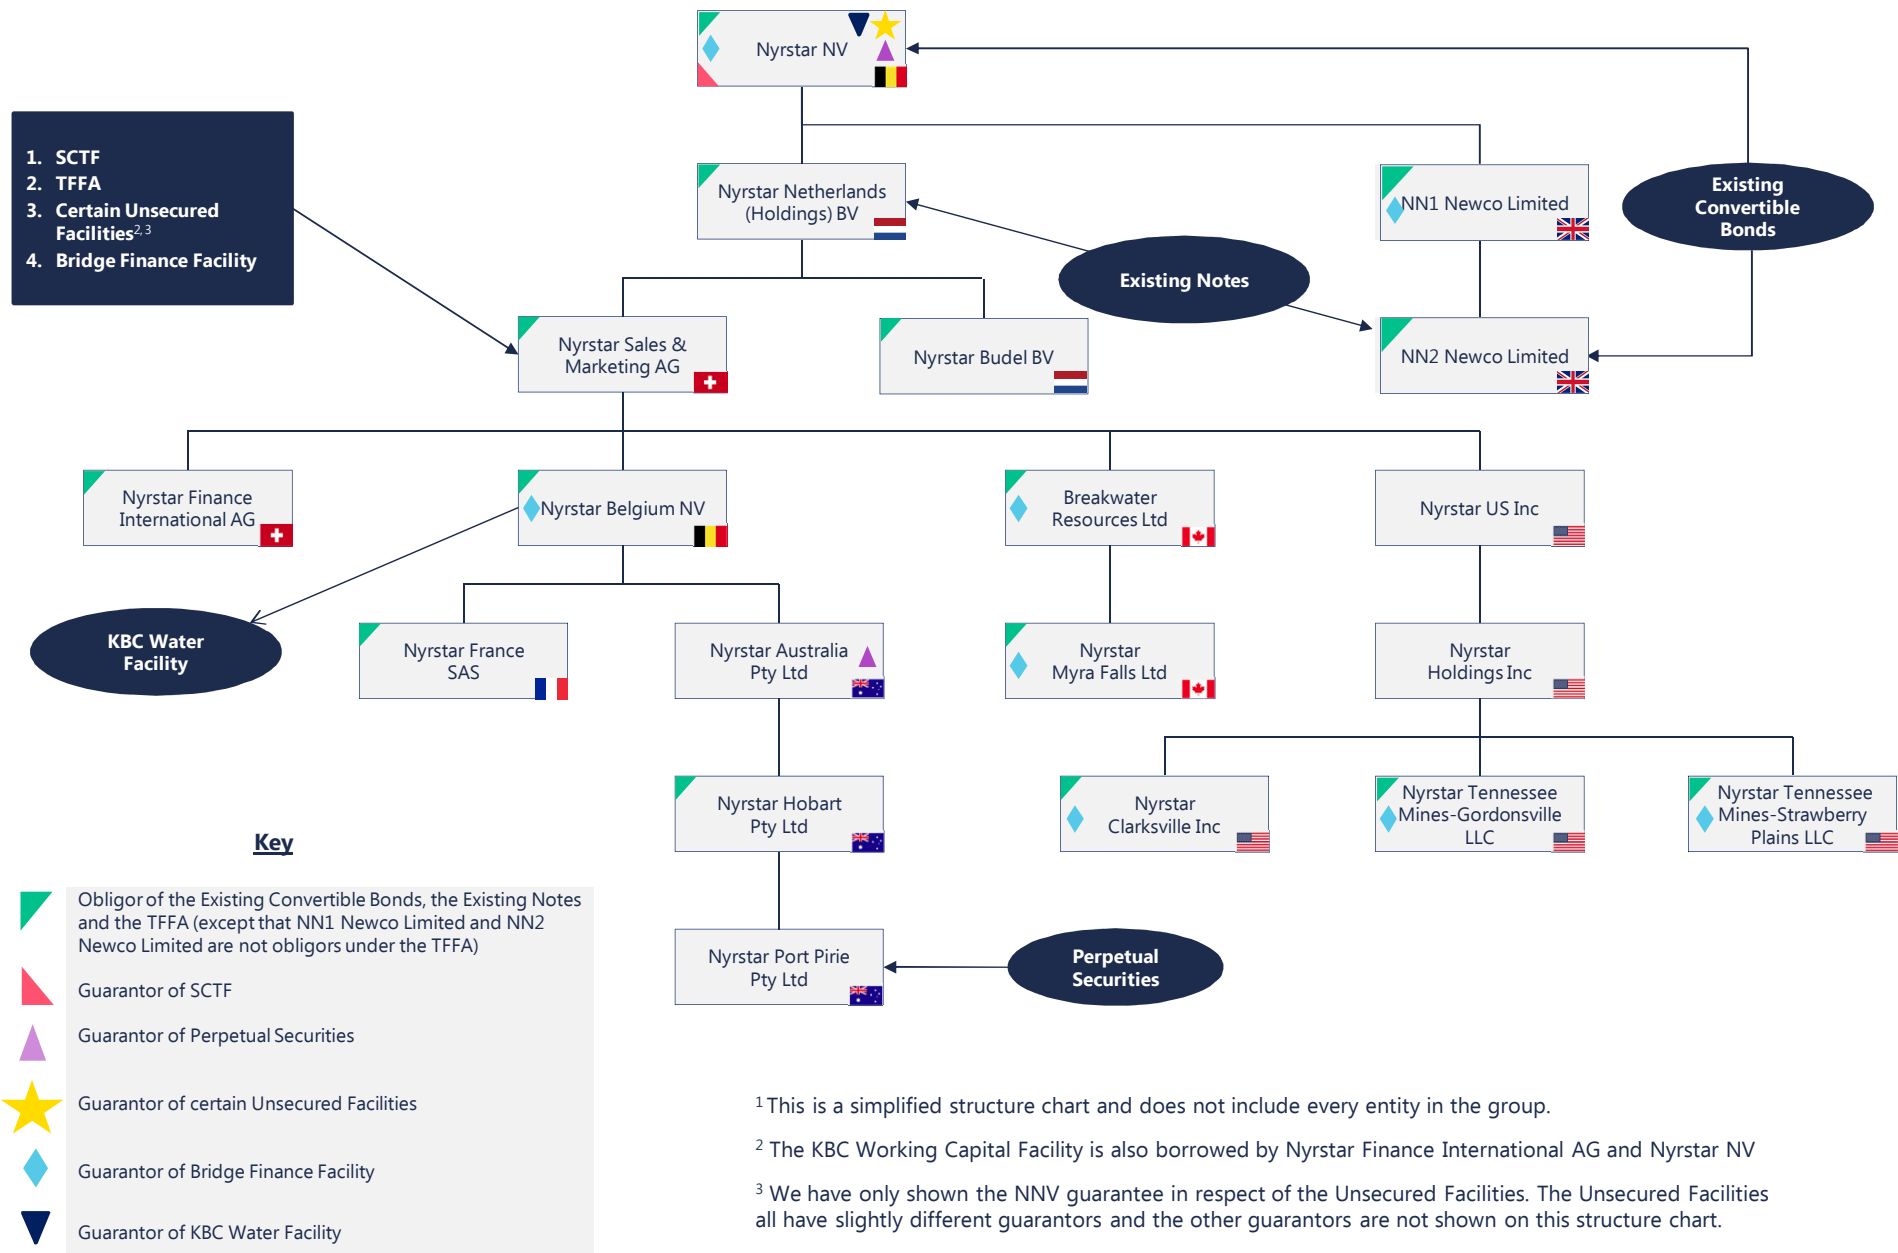 Nyrstar NV
1. SCTF
2. TFFA
3. Certain Unsecured
Facilities2,3
4. Bridge Finance Facility
Nyrstar Netherlands
(Holdings) BV
NN1 Newco Limited
Existing
Convertible
Bonds
Existing Notes
Nyrstar Sales &
Marketing AG
Nyrstar Budel BV
NN2 Newco Limited
Nyrstar Finance
International AG
Nyrstar Belgium NV
Breakwater
Resources Ltd
Nyrstar US Inc
KBC Water
Facility
Nyrstar France
SAS
Nyrstar Australia
Pty Ltd
Nyrstar
Myra Falls Ltd
Nyrstar
Holdings Inc
Nyrstar Hobart
Pty Ltd
Nyrstar
Clarksville Inc
Nyrstar Tennessee
Mines-Gordonsville
LLC
Nyrstar Tennessee
Mines-Strawberry
Plains LLC
Nyrstar Port Pirie
Pty Ltd
Perpetual
Securities
Key
Obligor of the Existing Convertible Bonds, the Existing Notes
and the TFFA (except that NN1 Newco Limited and NN2
Newco Limited are not obligors under the TFFA)
Guarantor of SCTF
Guarantor of Perpetual Securities
Guarantor of certain Unsecured Facilities
Guarantor of Bridge Finance Facility
Guarantor of KBC Water Facility
1 This is a simplified structure chart and does not include every entity in the group.
2 The KBC Working Capital Facility is also borrowed by Nyrstar Finance International AG and Nyrstar NV
3 We have only shown the NNV guarantee in respect of the Unsecured Facilities. The Unsecured Facilities
all have slightly different guarantors and the other guarantors are not shown on this structure chart.